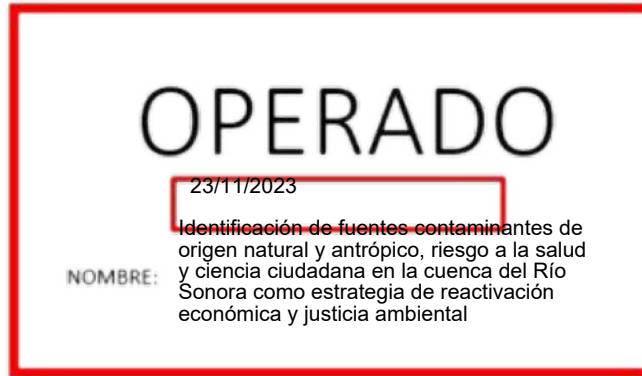 OPERADO
23/11/2023
Identificación de fuentes contaminantes de
origen natural y antrópico, riesgo a la salud
NOMBRE: y ciencia ciudadana en la cuenca del Río
Sonora como estrategia de reactivación
económica y justicia ambiental